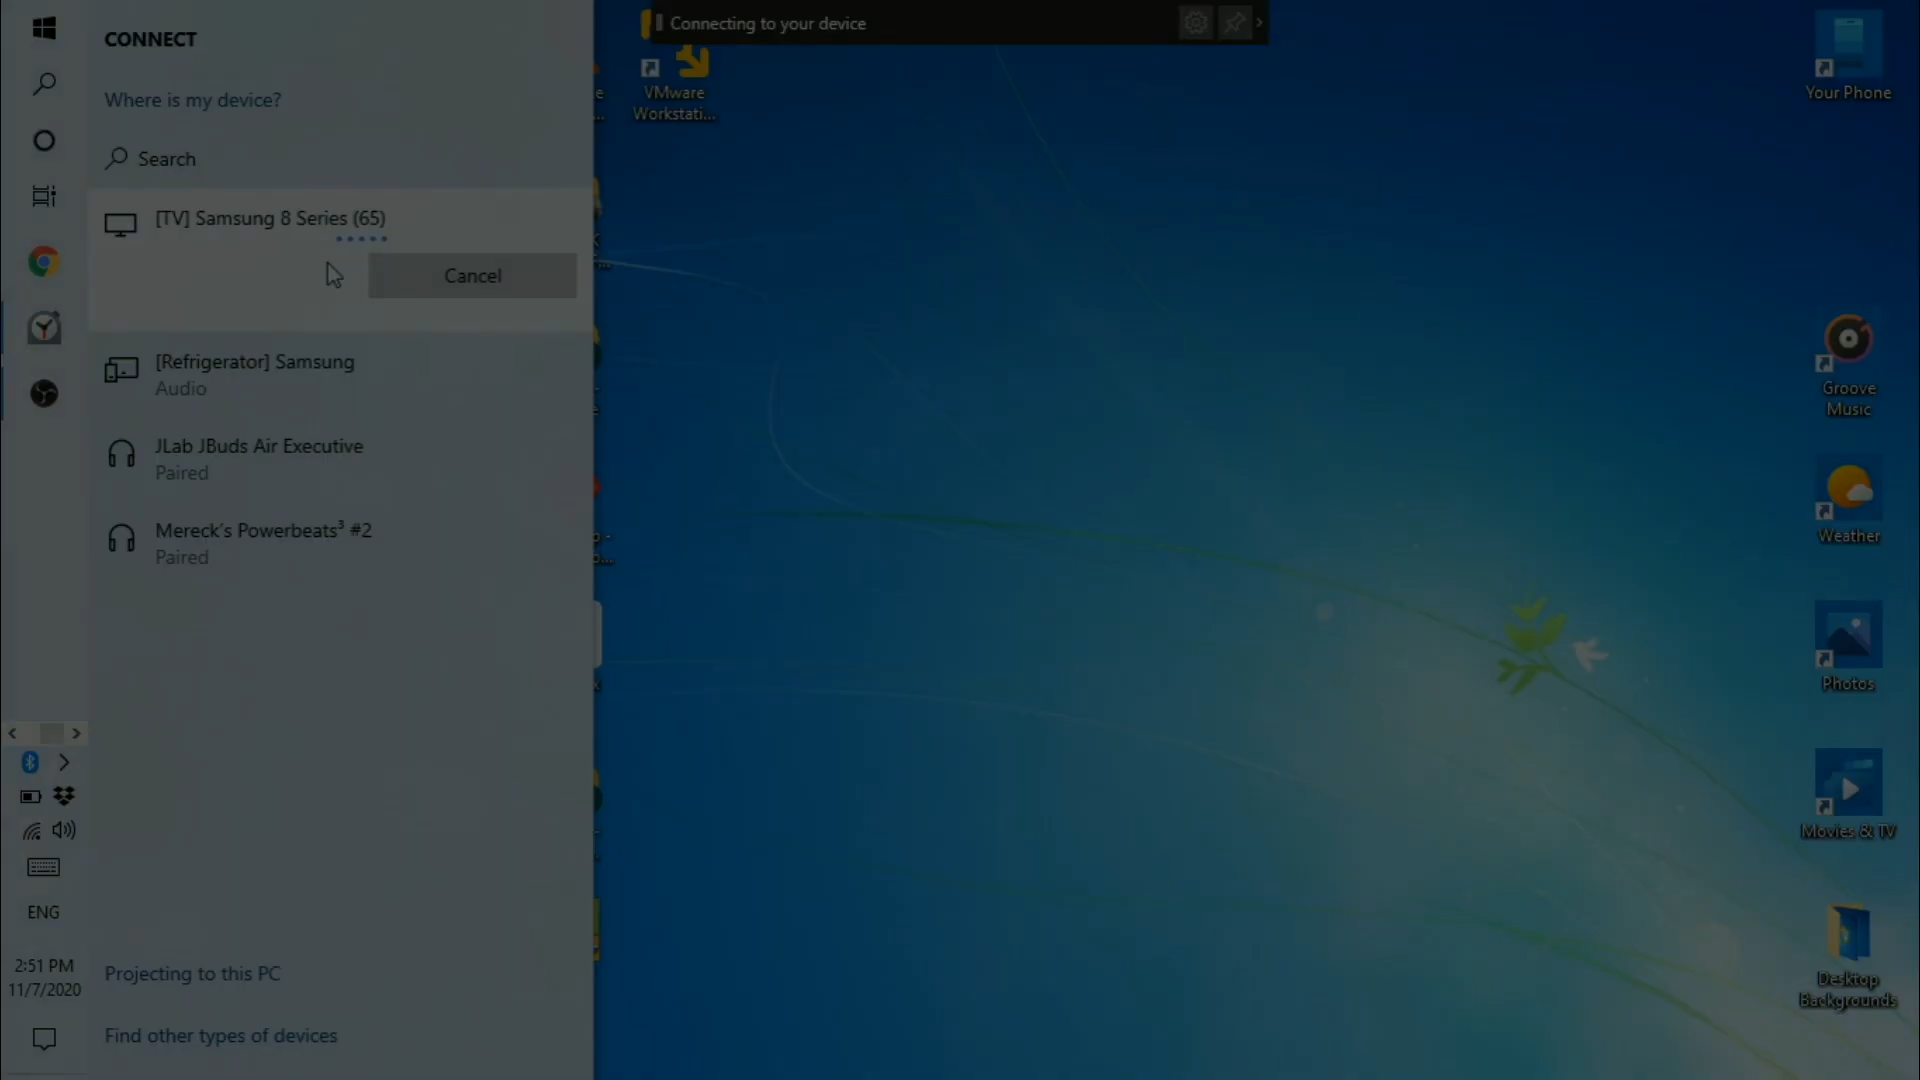 CONNECT
Where is my device?
Search
[TV] Samsung 8 Series (65)
Cancel
[Refrigerator] Samsung
Audio
JLab JBuds Air Executive
Paired
Mereck's Powerbeats³ #2
Paired
Projecting to this PC
Find other types of devices
ENG
2:51 PM
11/7/2020
Connecting to your device
VMware
Workstati...
Your Phone
Groove
Music
Weather
Photos
Movies & TV
Desktop
Backgrounds